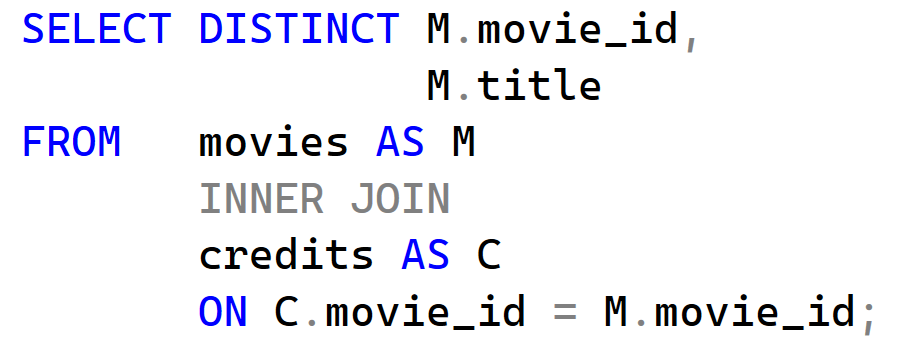 SELECT DISTINCT M.movie_id,
M.title
FROM movies AS M
INNER JOIN
credits AS C
ON C.movie_id = M.movie_id;